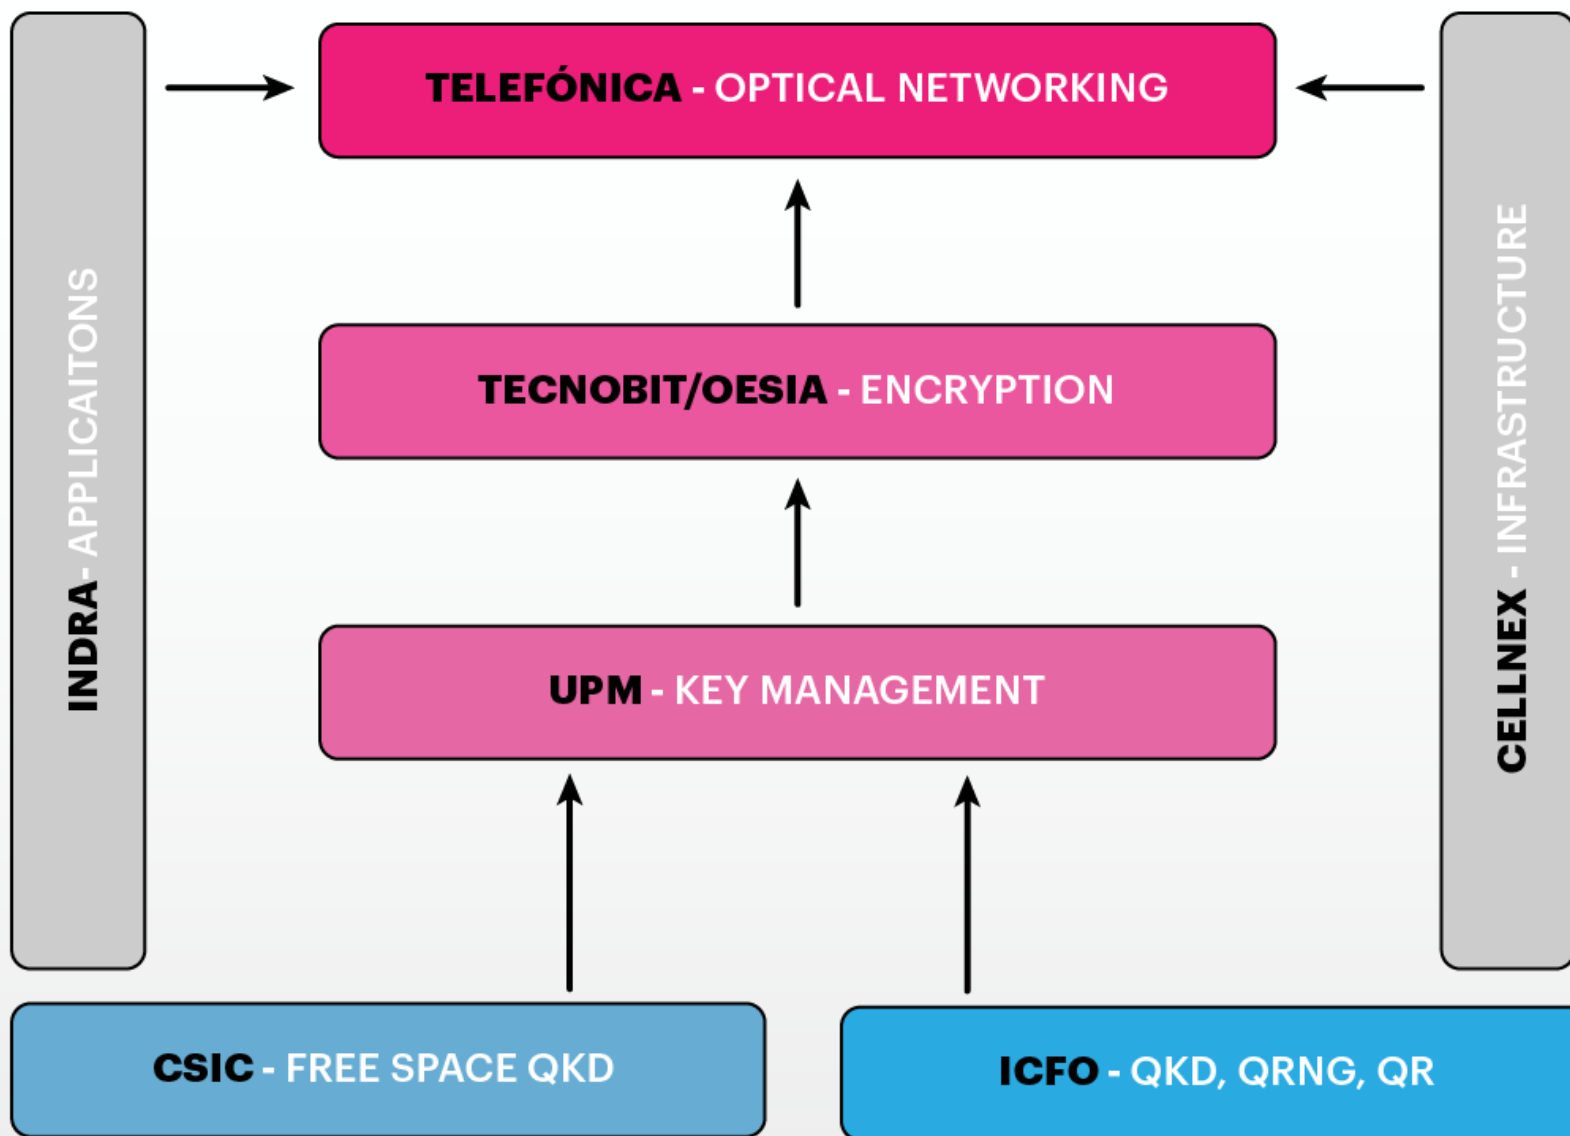 TELEFÓNICA - OPTICAL NETWORKING
INDRA- APPLICAITONS
CELLNEX - INFRASTRUCTURE
TECNOBIT/OESIA - ENCRYPTION
UPM - KEY MANAGEMENT
CSIC - FREE SPACE QKD
ICFO - QKD, QRNG, QR